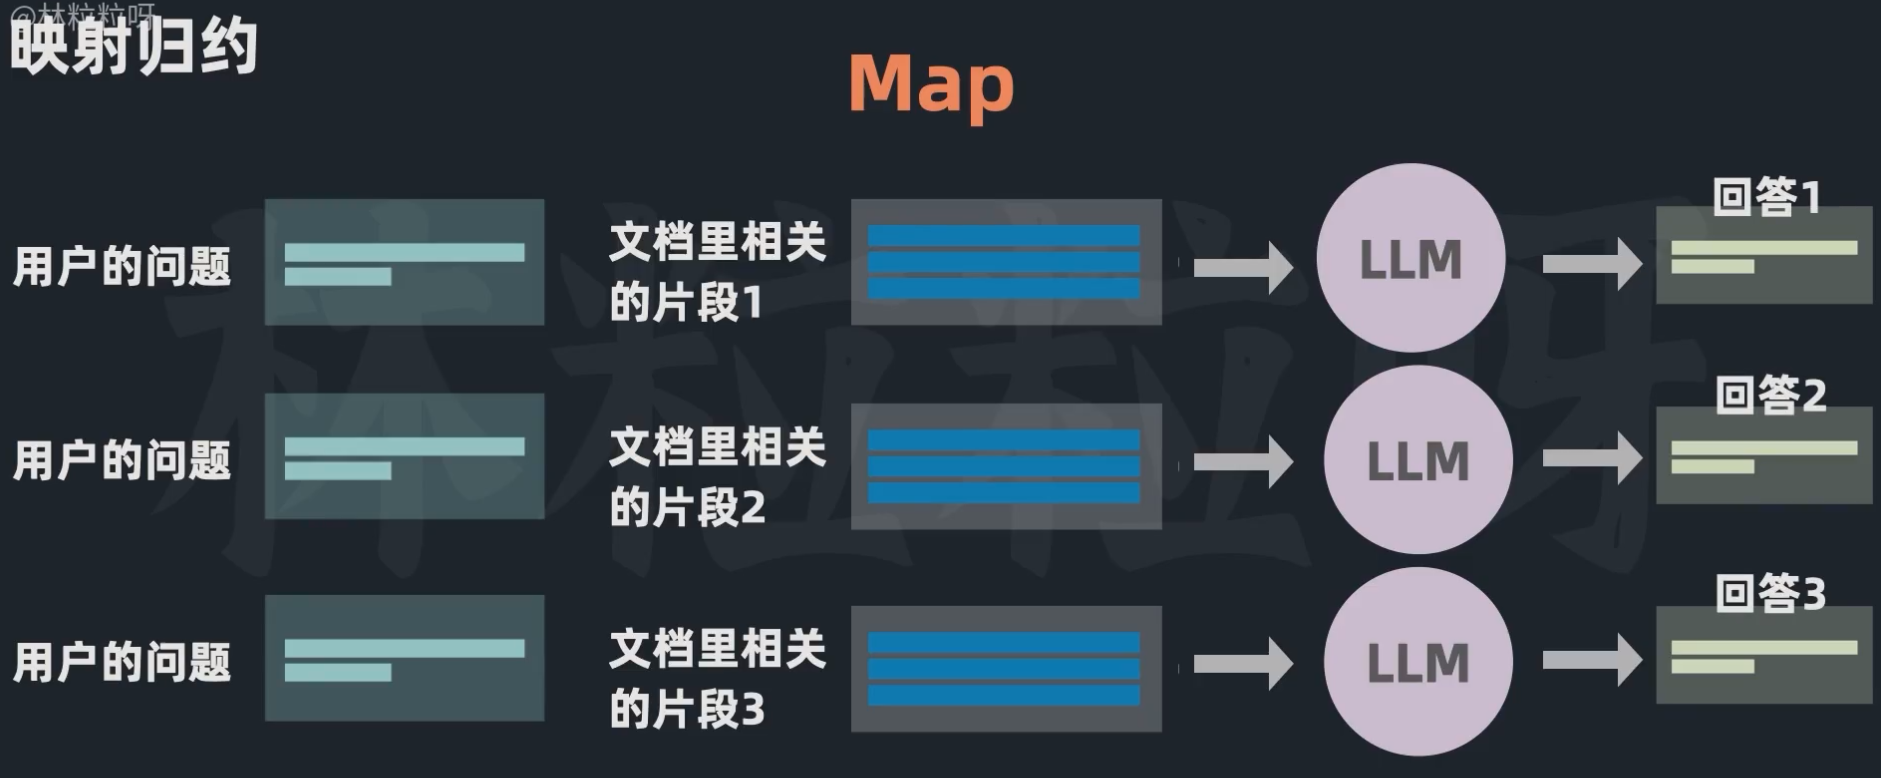 @林粒粒呀
映射归约
Map
用户的问题
文档里相关
的片段1
LLM
回答1
用户的问题
文档里相关
的片段2
LLM
回答2
用户的问题
文档里相关
的片段3
LLM
回答3
林粒粒呀